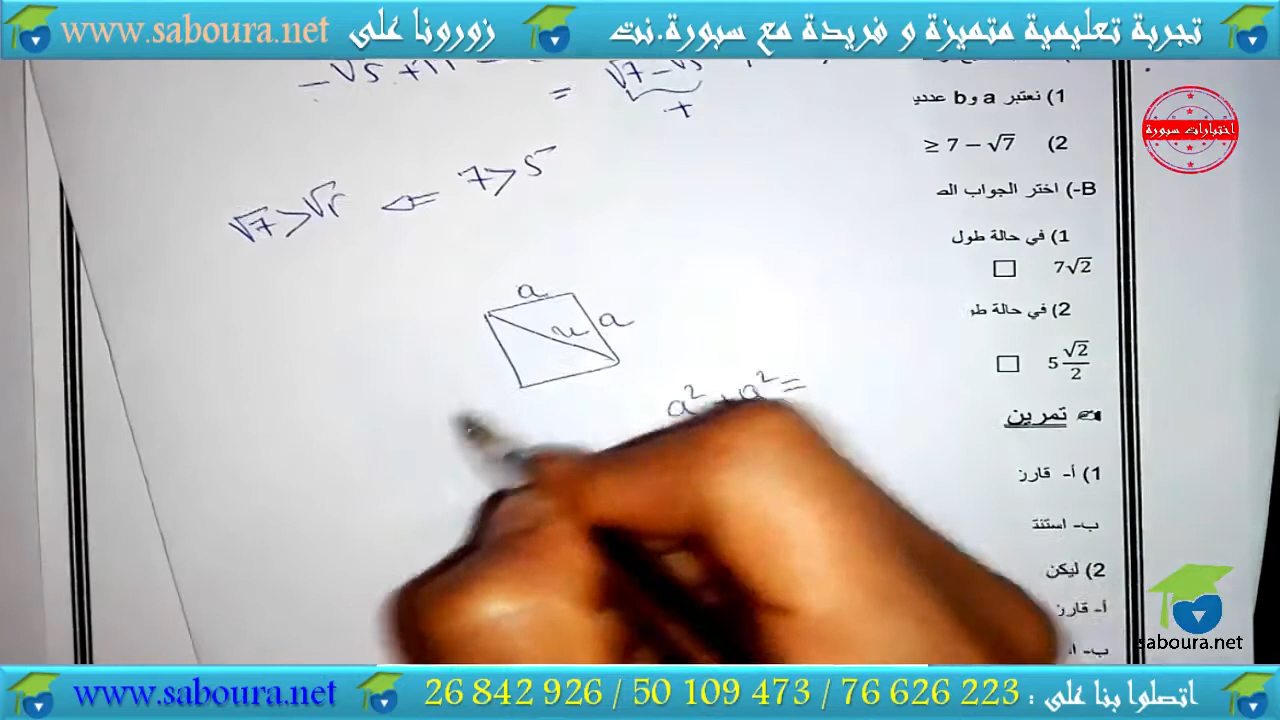 تجربة تعليمية متميزة و فريدة مع سبورة.نت زورونا على www.saboura.net
اختبارات سبورة
1) نعتبر a و b عددي
2) 7 – √7 ≤
B-) اختر الجواب الص
1) في حالة طول
7√2
2) في حالة طو
5 √2/2
تمرين
1) أ- قارن
ب- استنت
2) ليكن
أ- قارن
– √5 + 
= √7 – √5
+
7 > 5
√7 > √5 ⇐
a
a
x
a² + a² =
saboura.net
اتصلوا بنا على : 26 842 926 / 50 109 473 / 76 626 223 www.saboura.net